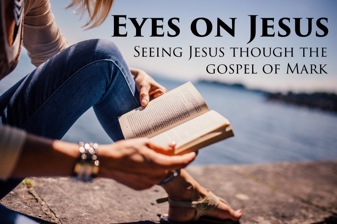 Eyes on Jesus
Seeing Jesus though the
gospel of Mark